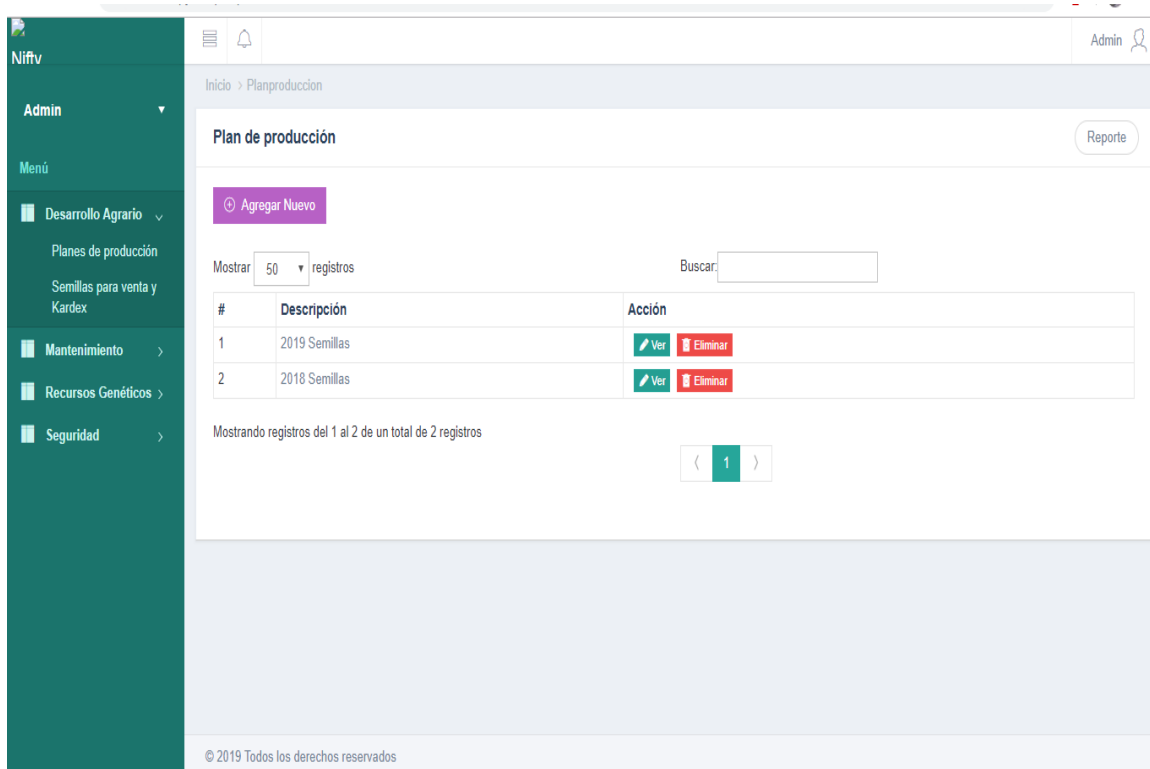 Nifty
Admin
Admin
Menú
Desarrollo Agrario
Planes de producción
Semillas para venta y
Kardex
Mantenimiento
Recursos Genéticos
Seguridad
Inicio > Planproduccion
Plan de producción
Reporte
Agregar Nuevo
Mostrar 50 registros
Buscar:
# Descripción Acción
1 2019 Semillas Ver Eliminar
2 2018 Semillas Ver Eliminar
Mostrando registros del 1 al 2 de un total de 2 registros
1
© 2019 Todos los derechos reservados